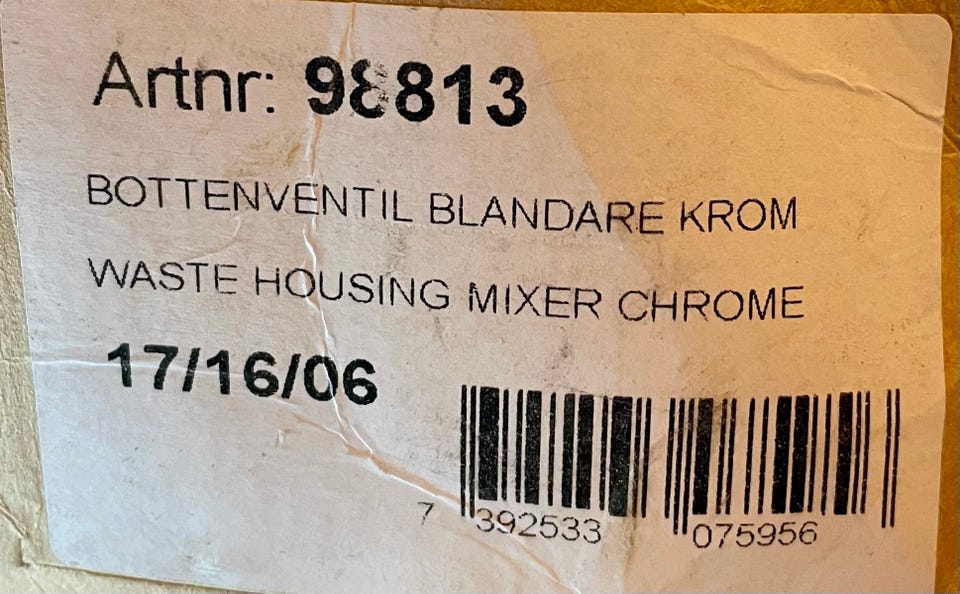 Artnr: 98813
BOTTENVENTIL BLANDARE KROM
WASTE HOUSING MIXER CHROME
17/16/06
7 392533 075956